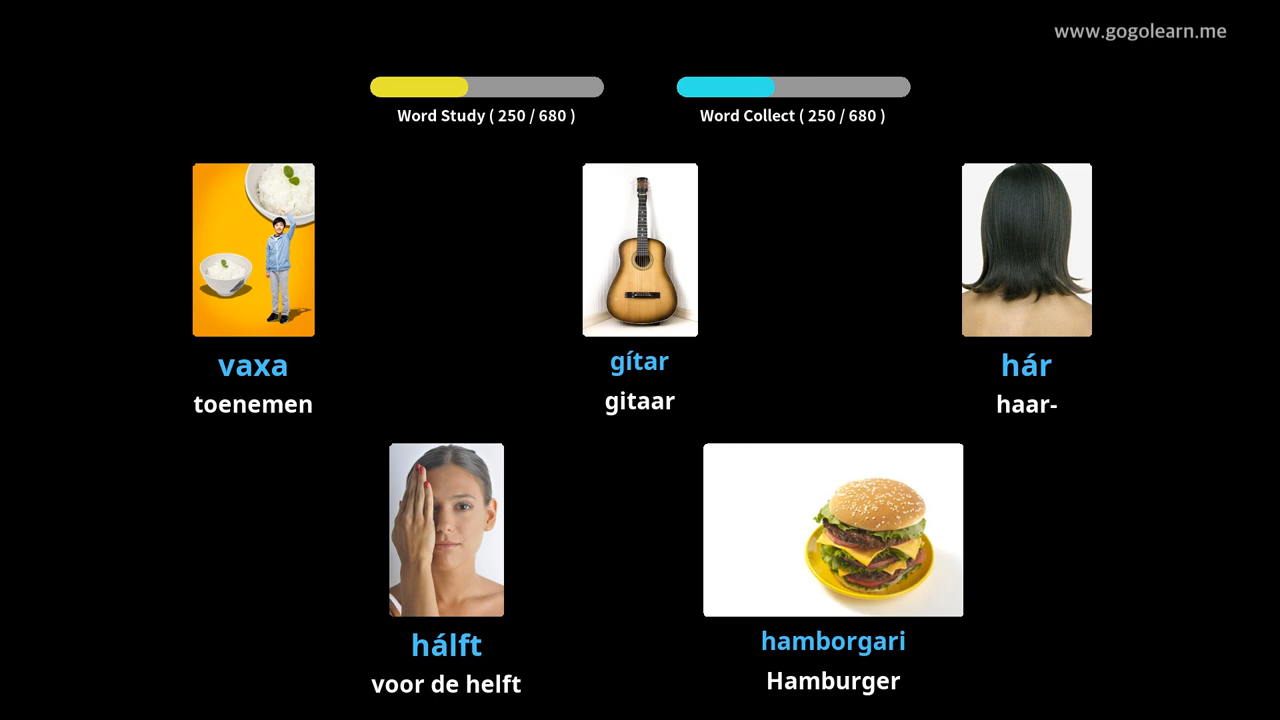 www.gogolearn.me
Word Study ( 250 / 680 )
Word Collect ( 250 / 680 )
vaxa
toenemen
gítar
gitaar
hár
haar-
hálft
voor de helft
hamborgari
Hamburger